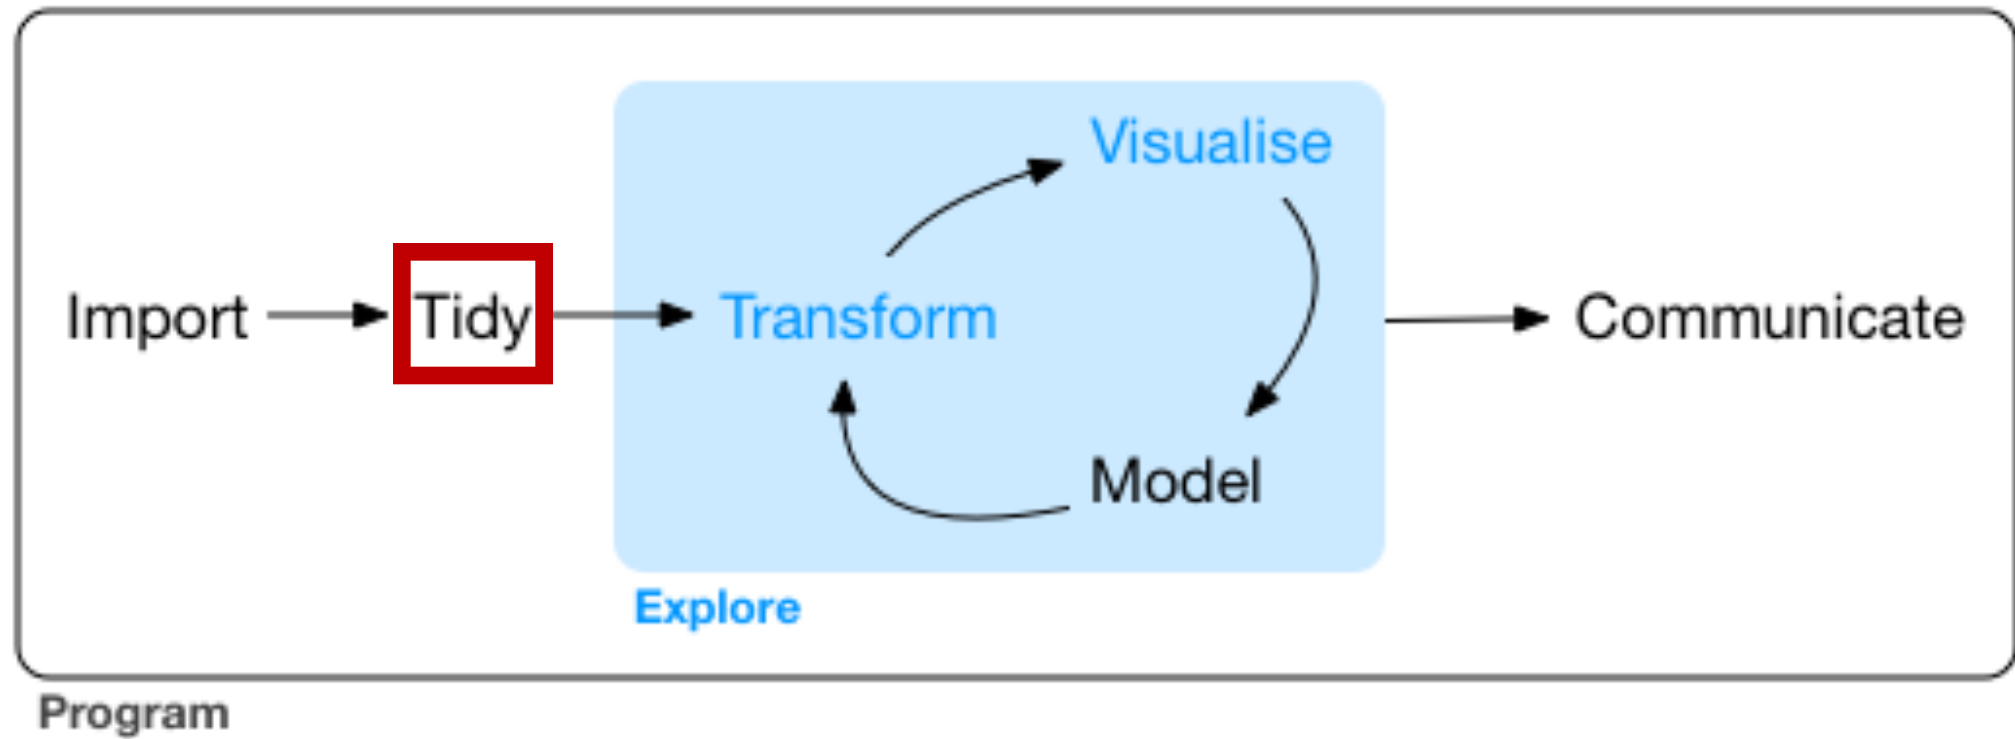 Visualise
Import
Tidy
Transform
Communicate
Model
Explore
Program